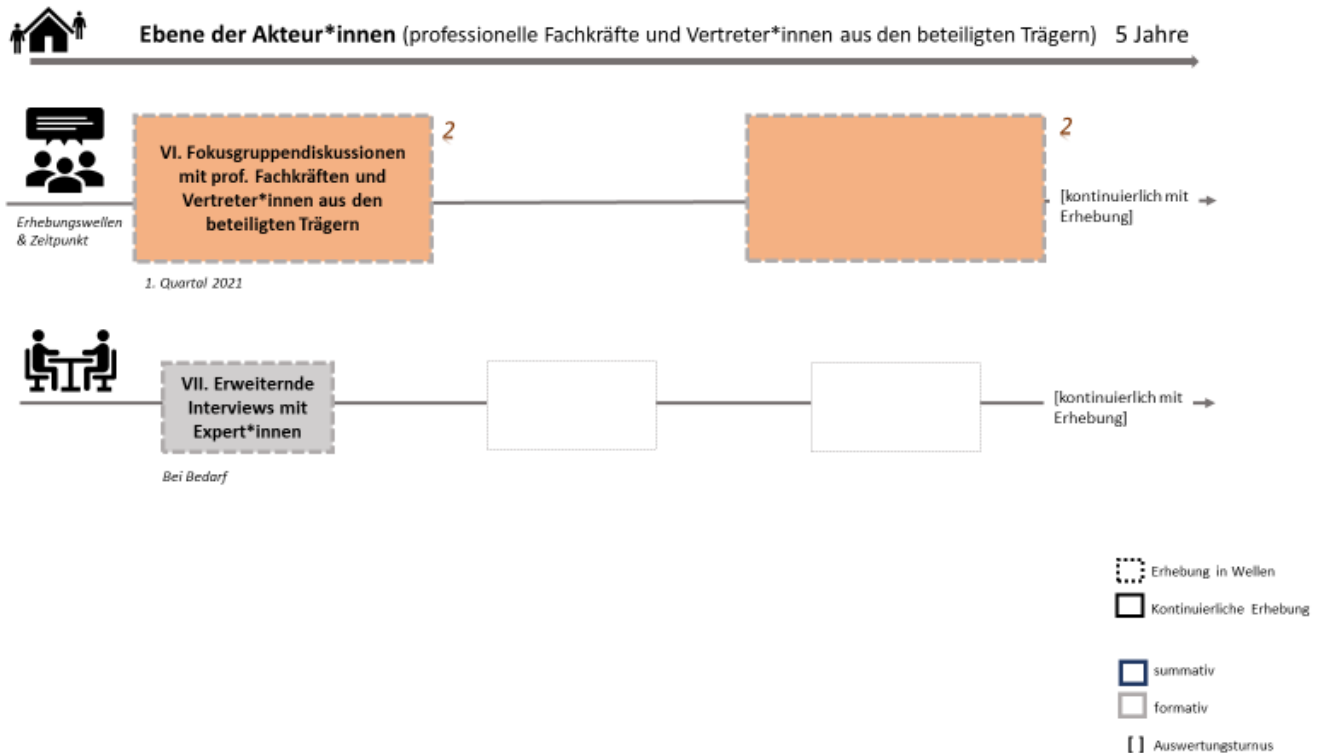 Ebene der Akteur*innen (professionelle Fachkräfte und Vertreter*innen aus den beteiligten Trägern) 5 Jahre
VI. Fokusgruppendiskussionen
mit prof. Fachkräften und
Vertreter*innen aus den
beteiligten Trägern
2
2
[kontinuierlich mit
Erhebung]
Erhebungswellen
& Zeitpunkt
1. Quartal 2021
VII. Erweiternde
Interviews mit
Expert*innen
[kontinuierlich mit
Erhebung]
Bei Bedarf
Erhebung in Wellen
Kontinuierliche Erhebung
summativ
formativ
[ ] Auswertungsturnus